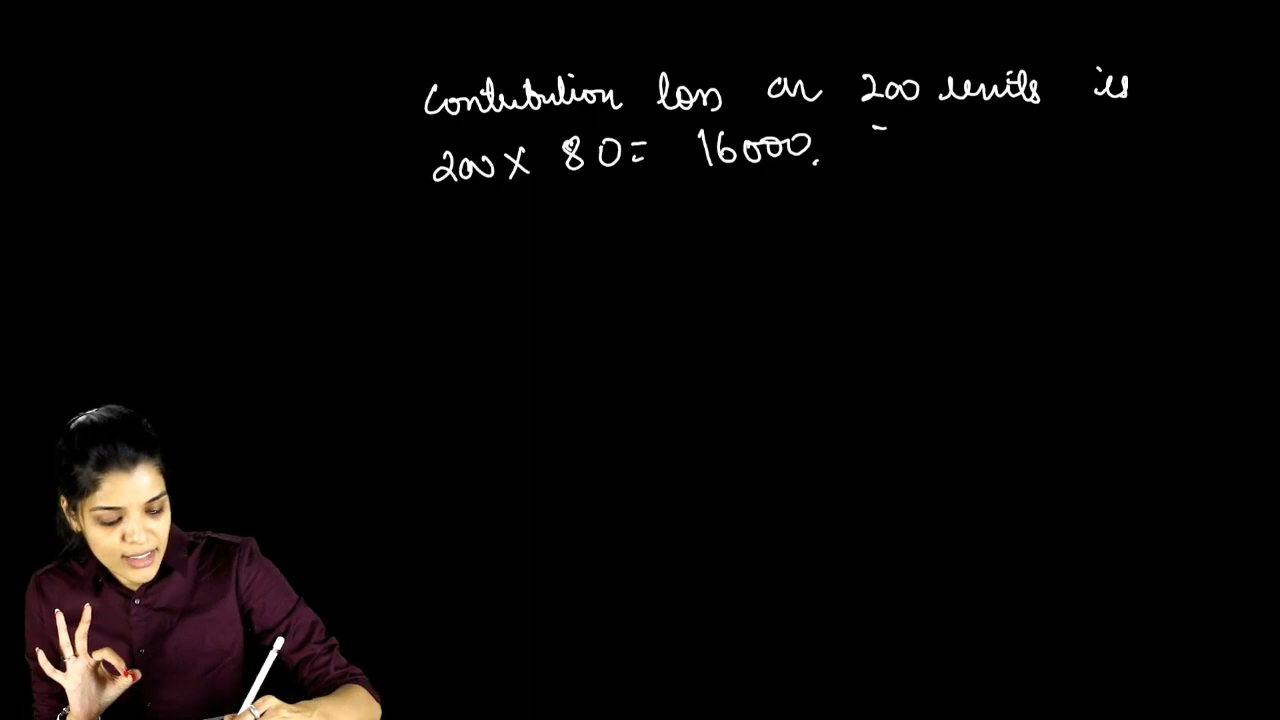 contribution loss on 200 units is
200 x 80 = 16000.